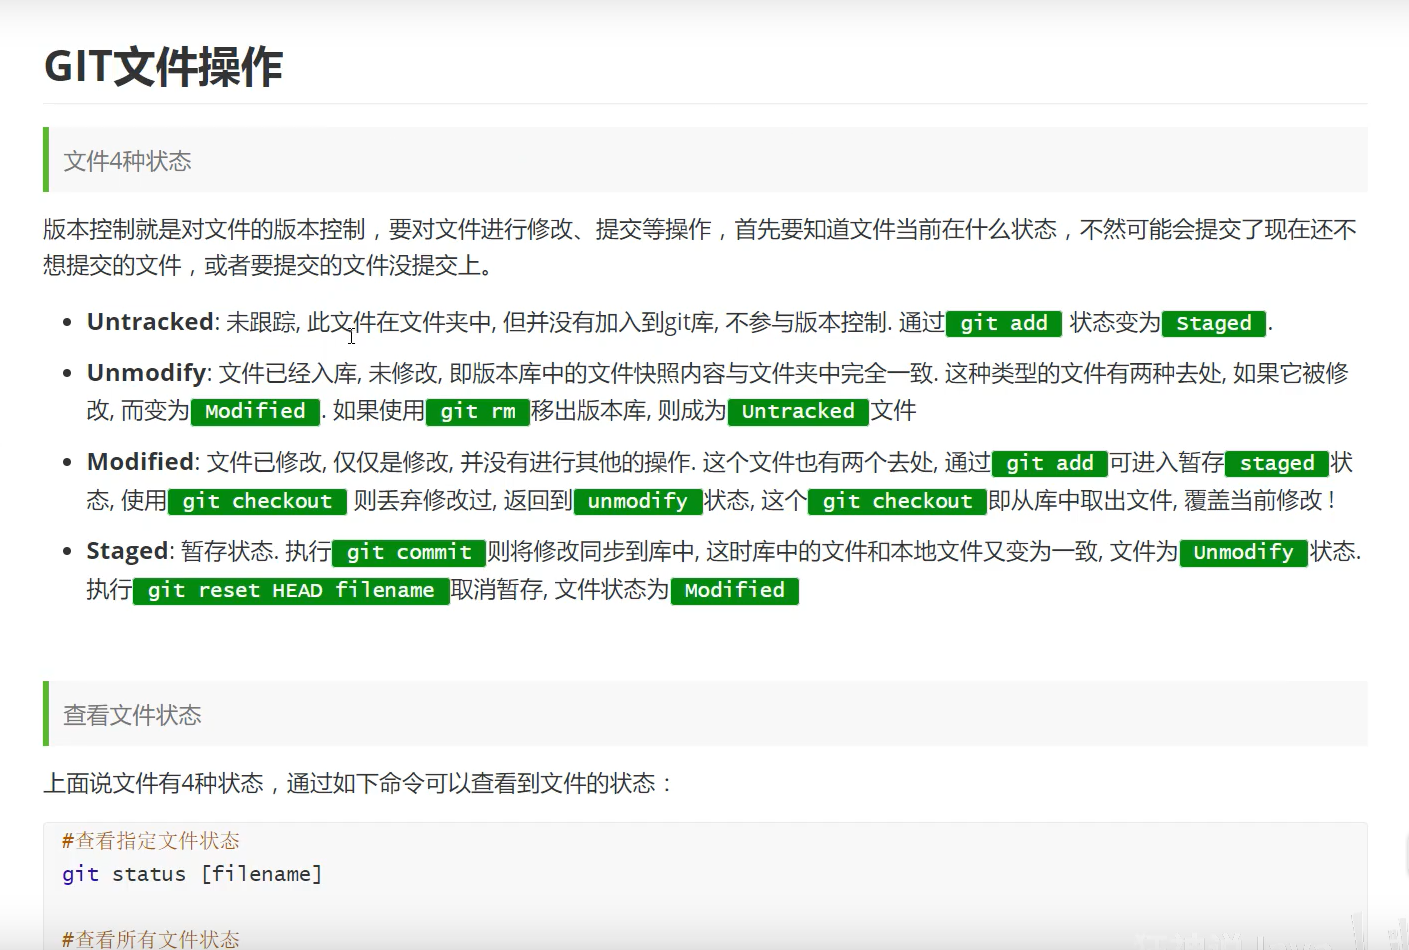 GIT文件操作
文件4种状态
版本控制就是对文件的版本控制，要对文件进行修改、提交等操作，首先要知道文件当前在什么状态，不然可能会提交了现在还不
想提交的文件，或者要提交的文件没提交上。
• Untracked: 未跟踪, 此文件在文件夹中, 但并没有加入到git库, 不参与版本控制. 通过 git add 状态变为 Staged .
• Unmodify: 文件已经入库, 未修改, 即版本库中的文件快照内容与文件夹中完全一致. 这种类型的文件有两种去处, 如果它被修
改, 而变为 Modified . 如果使用 git rm 移出版本库, 则成为 Untracked 文件
• Modified: 文件已修改, 仅仅是修改, 并没有进行其他的操作. 这个文件也有两个去处, 通过 git add 可进入暂存 staged 状
态, 使用 git checkout 则丢弃修改过, 返回到 unmodify 状态, 这个 git checkout 即从库中取出文件, 覆盖当前修改！
• Staged: 暂存状态. 执行 git commit 则将修改同步到库中, 这时库中的文件和本地文件又变为一致, 文件为 Unmodify 状态.
执行 git reset HEAD filename 取消暂存, 文件状态为 Modified
查看文件状态
上面说文件有4种状态，通过如下命令可以查看到文件的状态：
#查看指定文件状态
git status [filename]
#查看所有文件状态